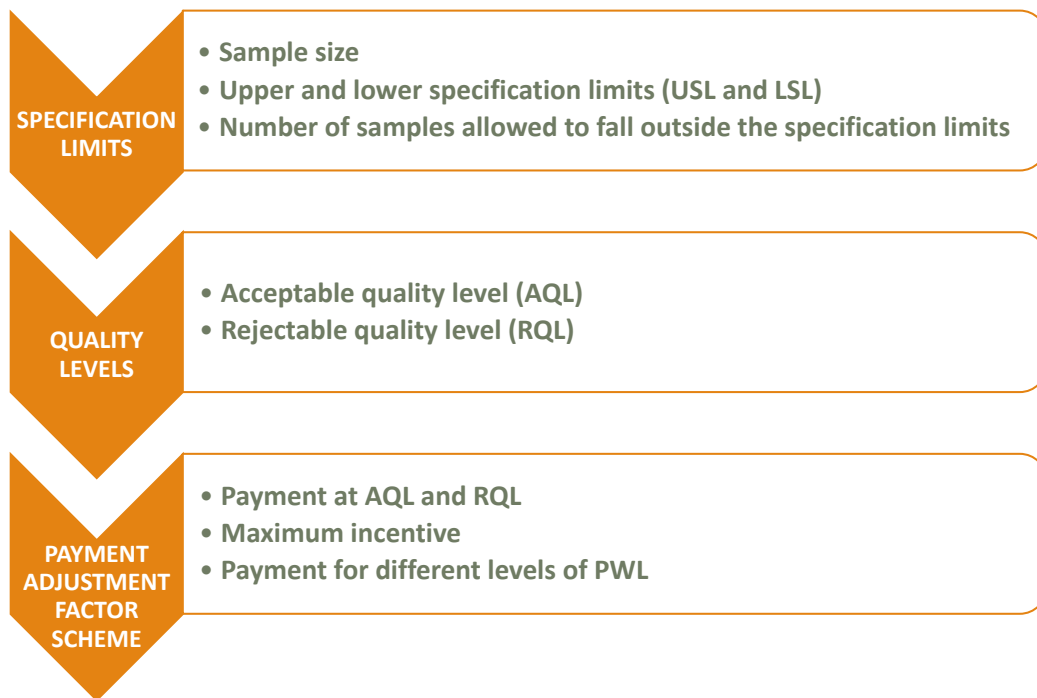 SPECIFICATION
LIMITS
• Sample size
• Upper and lower specification limits (USL and LSL)
• Number of samples allowed to fall outside the specification limits
QUALITY
LEVELS
• Acceptable quality level (AQL)
• Rejectable quality level (RQL)
PAYMENT
ADJUSTMENT
FACTOR
SCHEME
• Payment at AQL and RQL
• Maximum incentive
• Payment for different levels of PWL